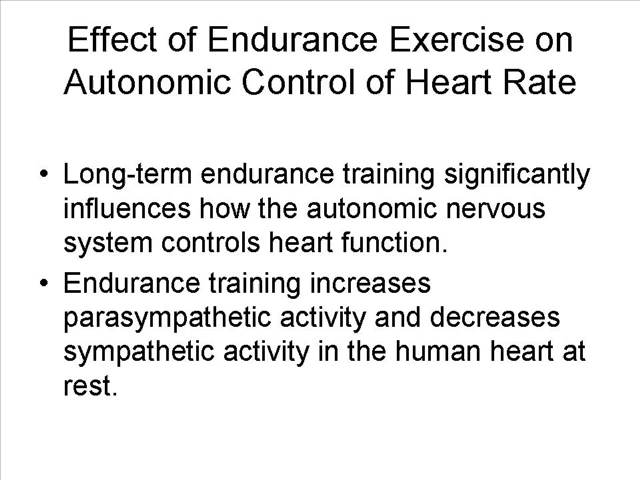 Effect of Endurance Exercise on
Autonomic Control of Heart Rate
• Long-term endurance training significantly
influences how the autonomic nervous
system controls heart function.
• Endurance training increases
parasympathetic activity and decreases
sympathetic activity in the human heart at
rest.